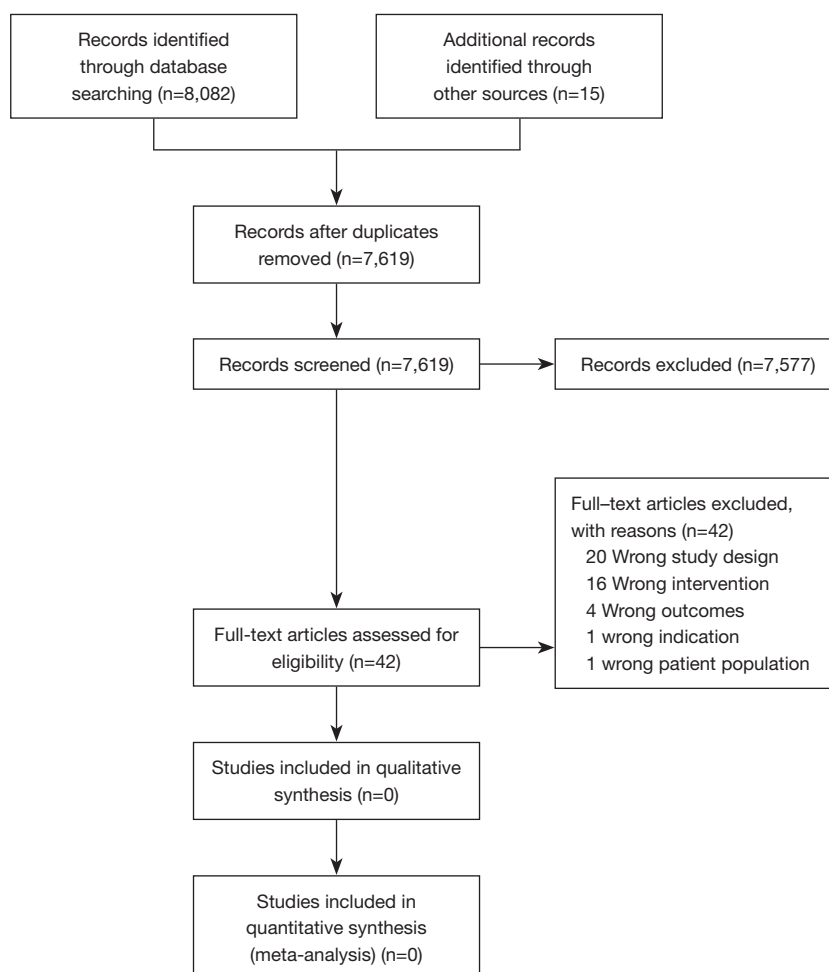 Records identified
through database
searching (n=8,082)
Additional records
identified through
other sources (n=15)
Records after duplicates
removed (n=7,619)
Records screened (n=7,619)
Records excluded (n=7,577)
Full–text articles excluded,
with reasons (n=42)
20 Wrong study design
16 Wrong intervention
4 Wrong outcomes
1 wrong indication
1 wrong patient population
Full-text articles assessed for
eligibility (n=42)
Studies included in qualitative
synthesis (n=0)
Studies included in
quantitative synthesis
(meta-analysis) (n=0)